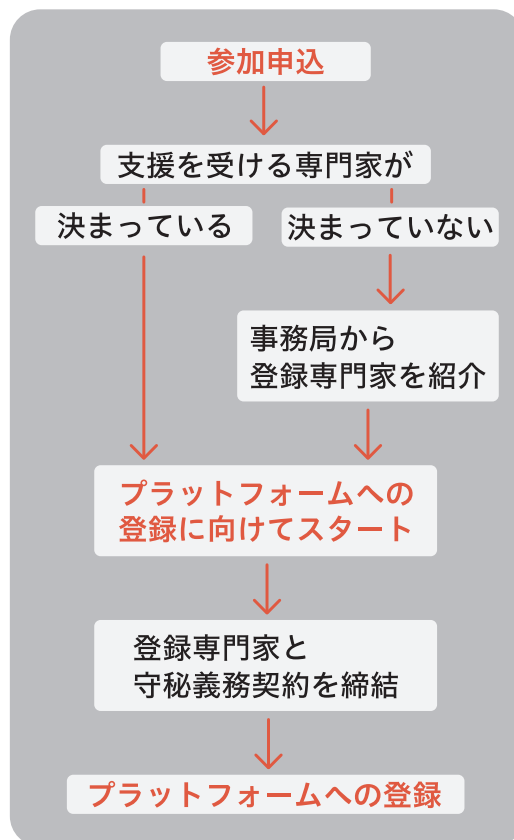 参加申込
支援を受ける専門家が
決まっている
決まっていない
事務局から
登録専門家を紹介
プラットフォームへの
登録に向けてスタート
登録専門家と
守秘義務契約を締結
プラットフォームへの登録